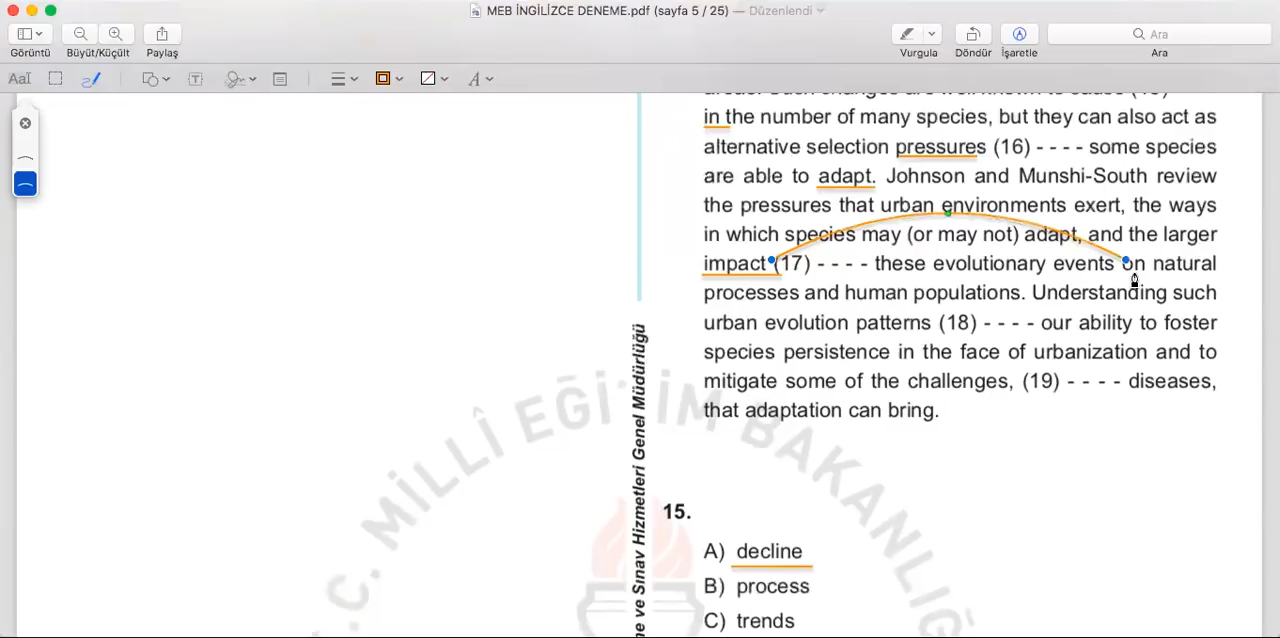 MEB İNGİLİZCE DENEME.pdf (sayfa 5 / 25) — Düzenlendi
Görüntü
Büyüt/Küçült
Paylaş
Vurgula
Döndür
İşaretle
Ara
Ara
in the number of many species, but they can also act as
alternative selection pressures (16) - - - - some species
are able to adapt. Johnson and Munshi-South review
the pressures that urban environments exert, the ways
in which species may (or may not) adapt, and the larger
impact (17) - - - - these evolutionary events on natural
processes and human populations. Understanding such
urban evolution patterns (18) - - - - our ability to foster
species persistence in the face of urbanization and to
mitigate some of the challenges, (19) - - - - diseases,
that adaptation can bring.
15.
A) decline
B) process
C) trends
me ve Sınav Hizmetleri Genel Müdürlüğü
T.C. MİLLÎ EĞİTİM BAKANLIĞI